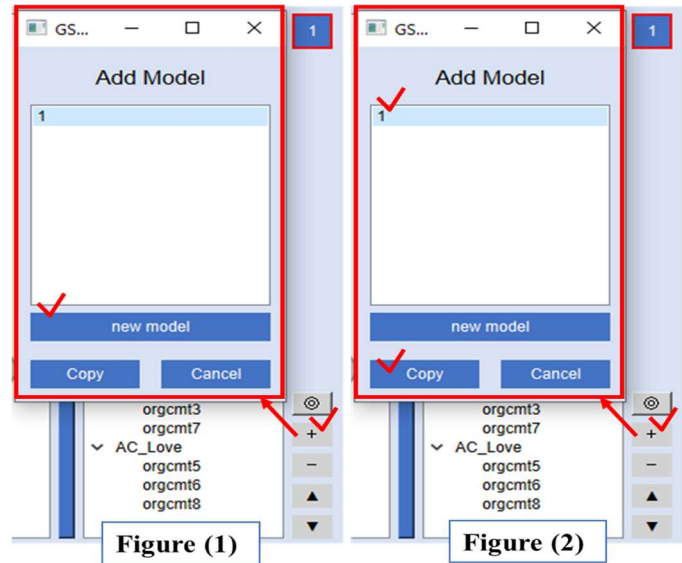 GS...
1
Add Model
1
new model
Copy Cancel
orgcmt3
orgcmt7
AC_Love
orgcmt5
orgcmt6
orgcmt8
+
−
▲
▼
Figure (1)
GS...
1
Add Model
1
new model
Copy Cancel
orgcmt3
orgcmt7
AC_Love
orgcmt5
orgcmt6
orgcmt8
+
−
▲
▼
Figure (2)